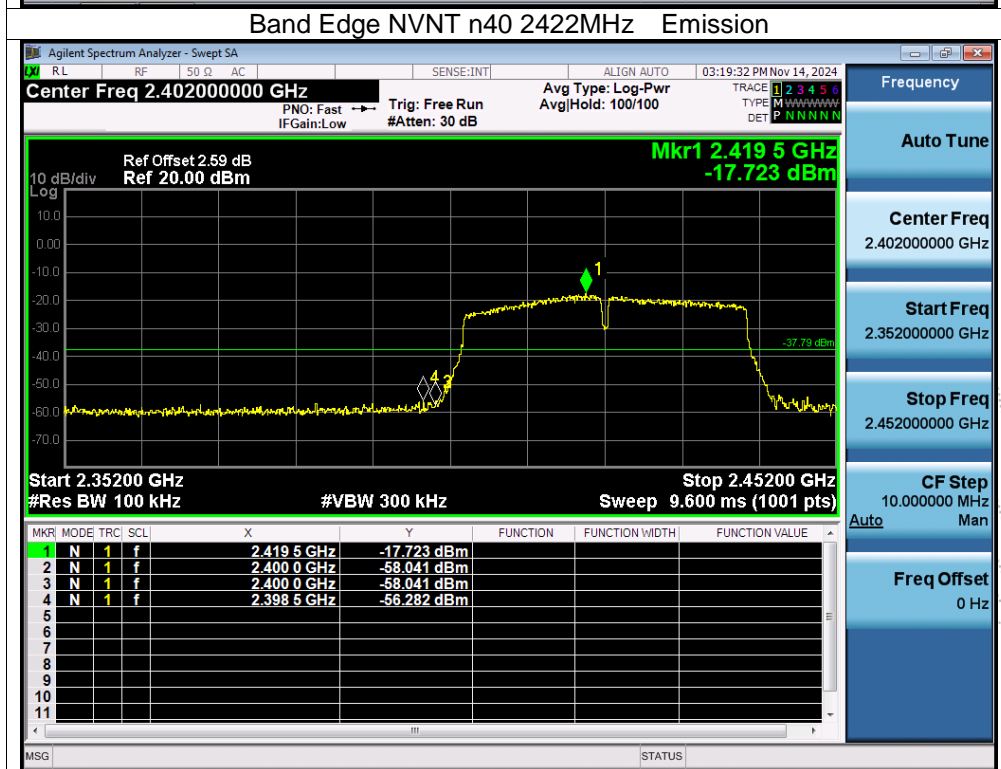 Band Edge NVNT n40 2422MHz Emission
Agilent Spectrum Analyzer - Swept SA
LXI RL RF 50 Ω AC SENSE:INT ALIGN AUTO 03:19:32 PM Nov 14, 2024
Center Freq 2.402000000 GHz
PNO: Fast
IFGain:Low
Trig: Free Run
#Atten: 30 dB
Avg Type: Log-Pwr
Avg|Hold: 100/100
TRACE 1 2 3 4 5 6
TYPE M WWWWW
DET P N N N N N
Ref Offset 2.59 dB
Ref 20.00 dBm
10 dB/div
Log
Mkr1 2.419 5 GHz
-17.723 dBm
10.0
0.00
-10.0
-20.0
-30.0
-40.0
-50.0
-60.0
-70.0
1
-37.79 dBm
4
Start 2.35200 GHz
Stop 2.45200 GHz
#Res BW 100 kHz #VBW 300 kHz Sweep 9.600 ms (1001 pts)
MKR MODE TRC SCL X Y FUNCTION FUNCTION WIDTH FUNCTION VALUE
1 N 1 f 2.419 5 GHz -17.723 dBm
2 N 1 f 2.400 0 GHz -58.041 dBm
3 N 1 f 2.400 0 GHz -58.041 dBm
4 N 1 f 2.398 5 GHz -56.282 dBm
5
6
7
8
9
10
11
MSG STATUS
Frequency
Auto Tune
Center Freq
2.402000000 GHz
Start Freq
2.352000000 GHz
Stop Freq
2.452000000 GHz
CF Step
10.000000 MHz
Auto Man
Freq Offset
0 Hz